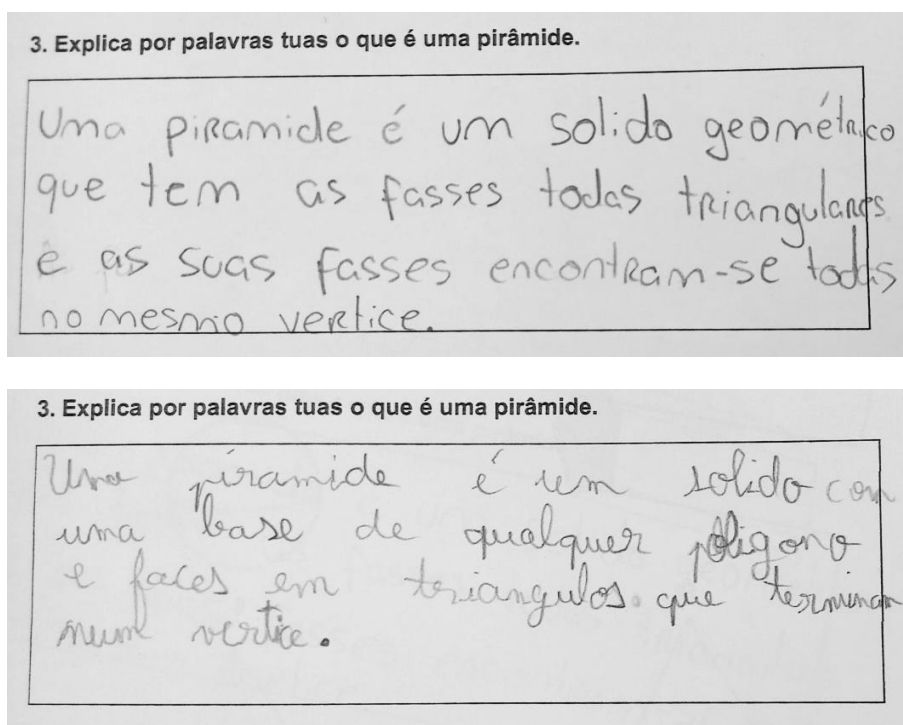 3. Explica por palavras tuas o que é uma pirâmide.
Uma piramide é um solido geométrico
que tem as fasses todas triangulares
e as suas fasses encontram-se todas
no mesmo vertice.
3. Explica por palavras tuas o que é uma pirâmide.
Uma piramide é um solido com
uma base de qualquer poligono
e faces em triangulos que terminam
num vertice.